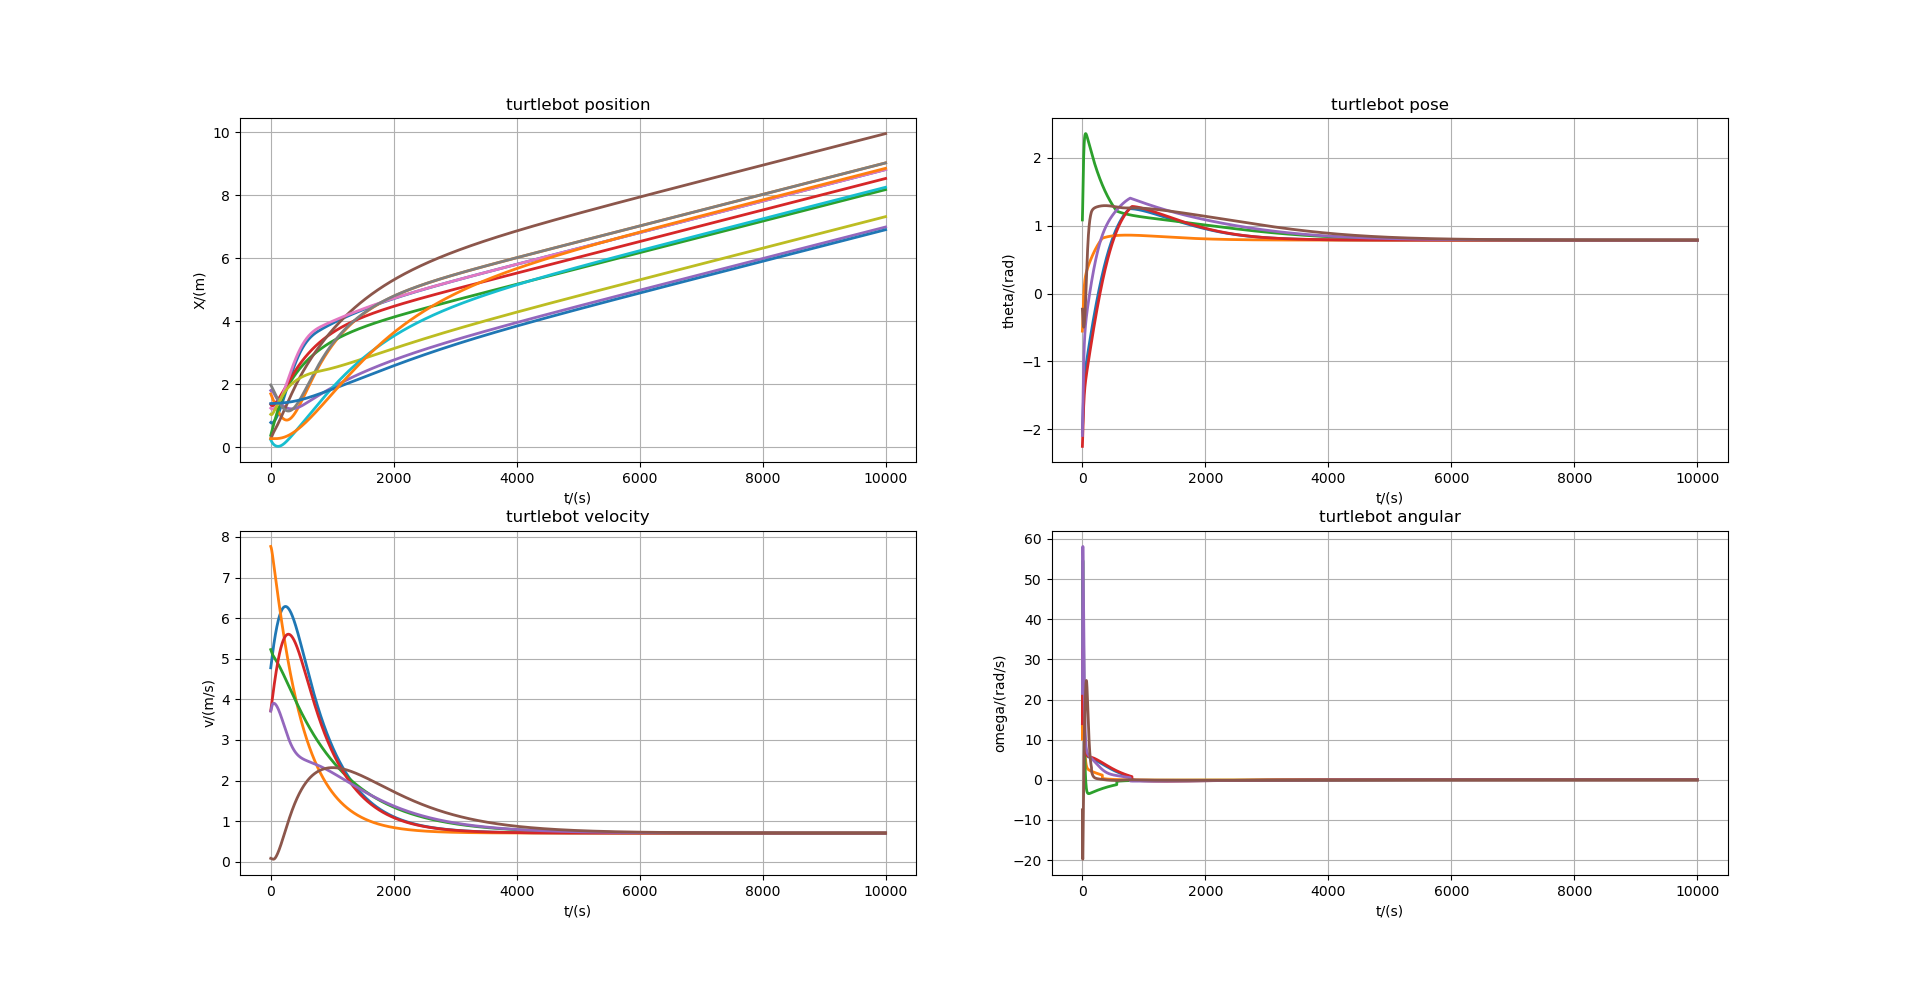 turtlebot position
X/(m)
10
8
6
4
2
0
0 2000 4000 6000 8000 10000
t/(s)
turtlebot pose
theta/(rad)
2
1
0
−1
−2
0 2000 4000 6000 8000 10000
t/(s)
turtlebot velocity
v/(m/s)
8
7
6
5
4
3
2
1
0
0 2000 4000 6000 8000 10000
t/(s)
turtlebot angular
omega/(rad/s)
60
50
40
30
20
10
0
−10
−20
0 2000 4000 6000 8000 10000
t/(s)